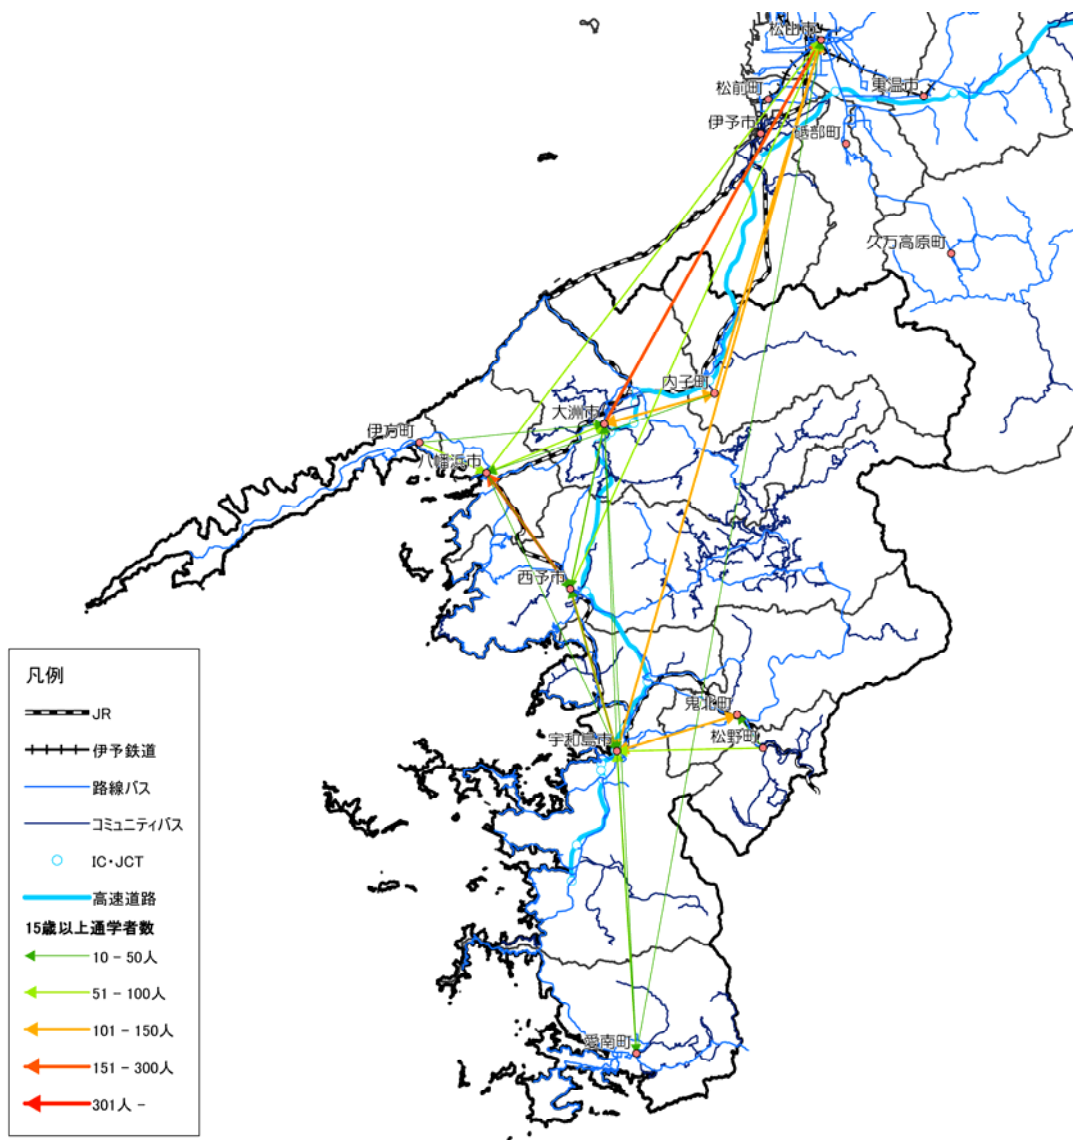 松山市
松前町
東温市
伊予市
砥部町
久万高原町
内子町
大洲市
伊方町
八幡浜市
西予市
鬼北町
宇和島市
松野町
愛南町
凡例
JR
伊予鉄道
路線バス
コミュニティバス
IC・JCT
高速道路
15歳以上通学者数
10 - 50人
51 - 100人
101 - 150人
151 - 300人
301人 -